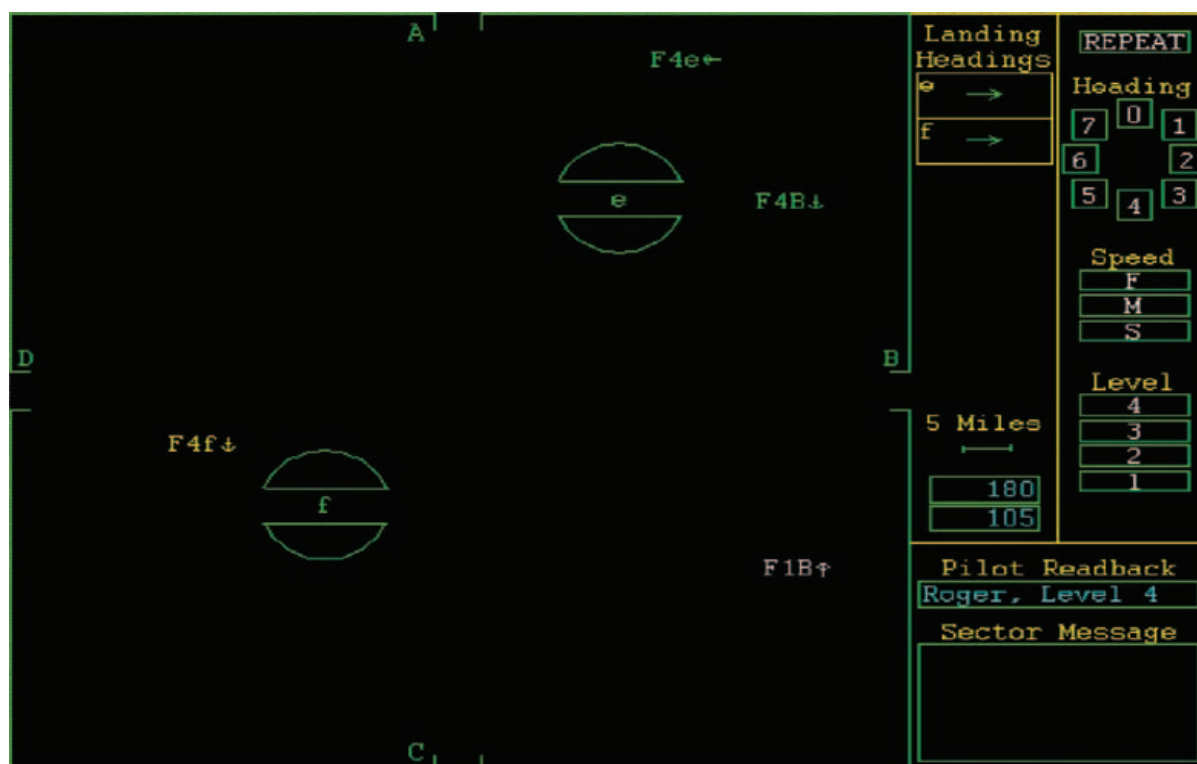 A
F4e←
e
F4B↓
D
B
F4f↓
f
F1B↑
C
Landing
Headings
e →
f →
5 Miles
180
105
REPEAT
Heading
0
7 1
6 2
5 3
4
Speed
F
M
S
Level
4
3
2
1
Pilot Readback
Roger, Level 4
Sector Message